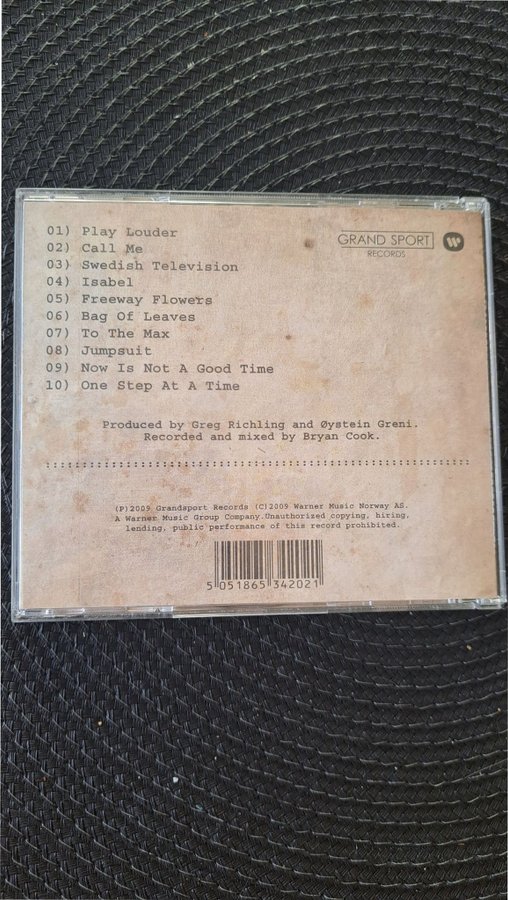 01) Play Louder
02) Call Me
03) Swedish Television
04) Isabel
05) Freeway Flowers
06) Bag Of Leaves
07) To The Max
08) Jumpsuit
09) Now Is Not A Good Time
10) One Step At A Time
GRAND SPORT
RECORDS
Produced by Greg Richling and Øystein Greni.
Recorded and mixed by Bryan Cook.
(P)2009 Grandsport Records (C)2009 Warner Music Norway AS.
A Warner Music Group Company.Unauthorized copying, hiring,
lending, public performance of this record prohibited.
5 051865 342021